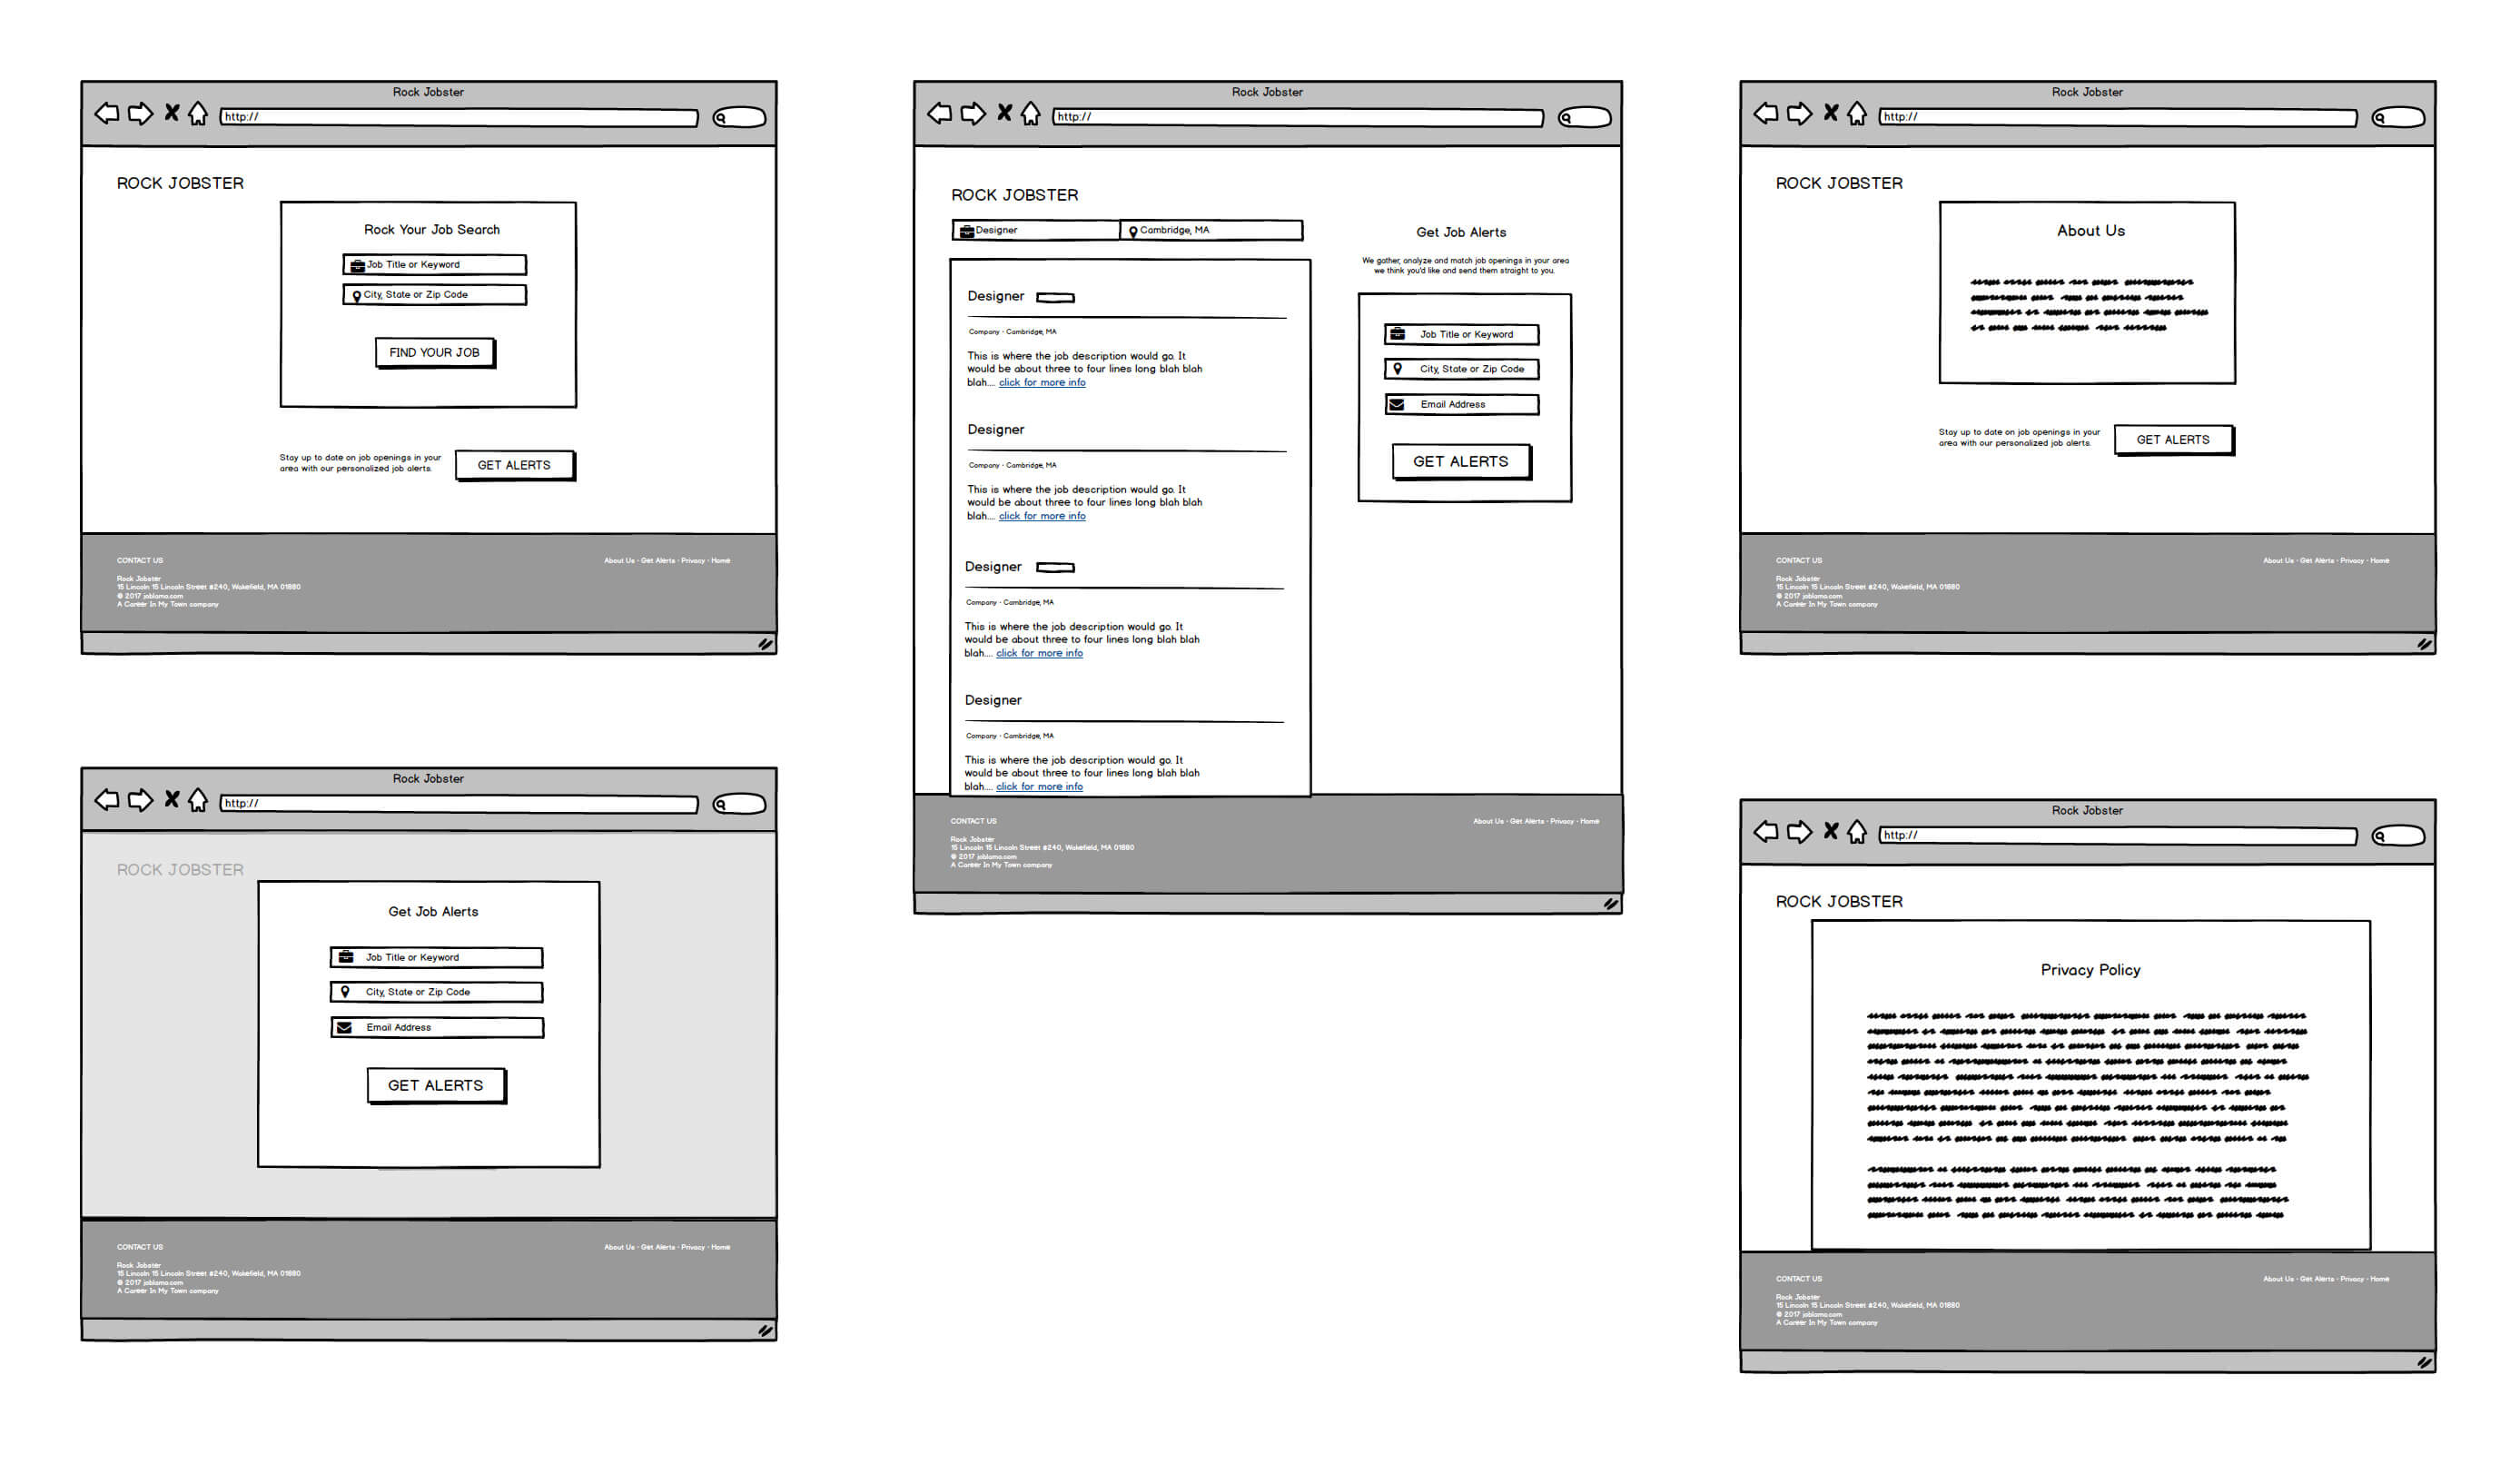 Rock Jobster
http://
ROCK JOBSTER
Rock Your Job Search
Job Title or Keyword
City, State or Zip Code
FIND YOUR JOB
Stay up to date on job openings in your
area with our personalized job alerts.
GET ALERTS
CONTACT US
About Us - Get Alerts - Privacy - Home
Rock Jobster
15 Lincoln 15 Lincoln Street #240, Wakefield, MA 01880
© 2017 joblama.com
A Career In My Town company
Rock Jobster
http://
ROCK JOBSTER
Get Job Alerts
Job Title or Keyword
City, State or Zip Code
Email Address
GET ALERTS
CONTACT US
About Us - Get Alerts - Privacy - Home
Rock Jobster
15 Lincoln 15 Lincoln Street #240, Wakefield, MA 01880
© 2017 joblama.com
A Career In My Town company
Rock Jobster
http://
ROCK JOBSTER
Designer
Cambridge, MA
Designer
Company - Cambridge, MA
This is where the job description would go. It
would be about three to four lines long blah blah
blah.... click for more info
Designer
Company - Cambridge, MA
This is where the job description would go. It
would be about three to four lines long blah blah
blah.... click for more info
Designer
Company - Cambridge, MA
This is where the job description would go. It
would be about three to four lines long blah blah
blah.... click for more info
Designer
Company - Cambridge, MA
This is where the job description would go. It
would be about three to four lines long blah blah
blah.... click for more info
Get Job Alerts
We gather, analyze and match job openings in your area
we think you'd like and send them straight to you.
Job Title or Keyword
City, State or Zip Code
Email Address
GET ALERTS
CONTACT US
About Us - Get Alerts - Privacy - Home
Rock Jobster
15 Lincoln 15 Lincoln Street #240, Wakefield, MA 01880
© 2017 joblama.com
A Career In My Town company
Rock Jobster
http://
ROCK JOBSTER
About Us
Stay up to date on job openings in your
area with our personalized job alerts.
GET ALERTS
CONTACT US
About Us - Get Alerts - Privacy - Home
Rock Jobster
15 Lincoln 15 Lincoln Street #240, Wakefield, MA 01880
© 2017 joblama.com
A Career In My Town company
Rock Jobster
http://
ROCK JOBSTER
Privacy Policy
CONTACT US
About Us - Get Alerts - Privacy - Home
Rock Jobster
15 Lincoln 15 Lincoln Street #240, Wakefield, MA 01880
© 2017 joblama.com
A Career In My Town company